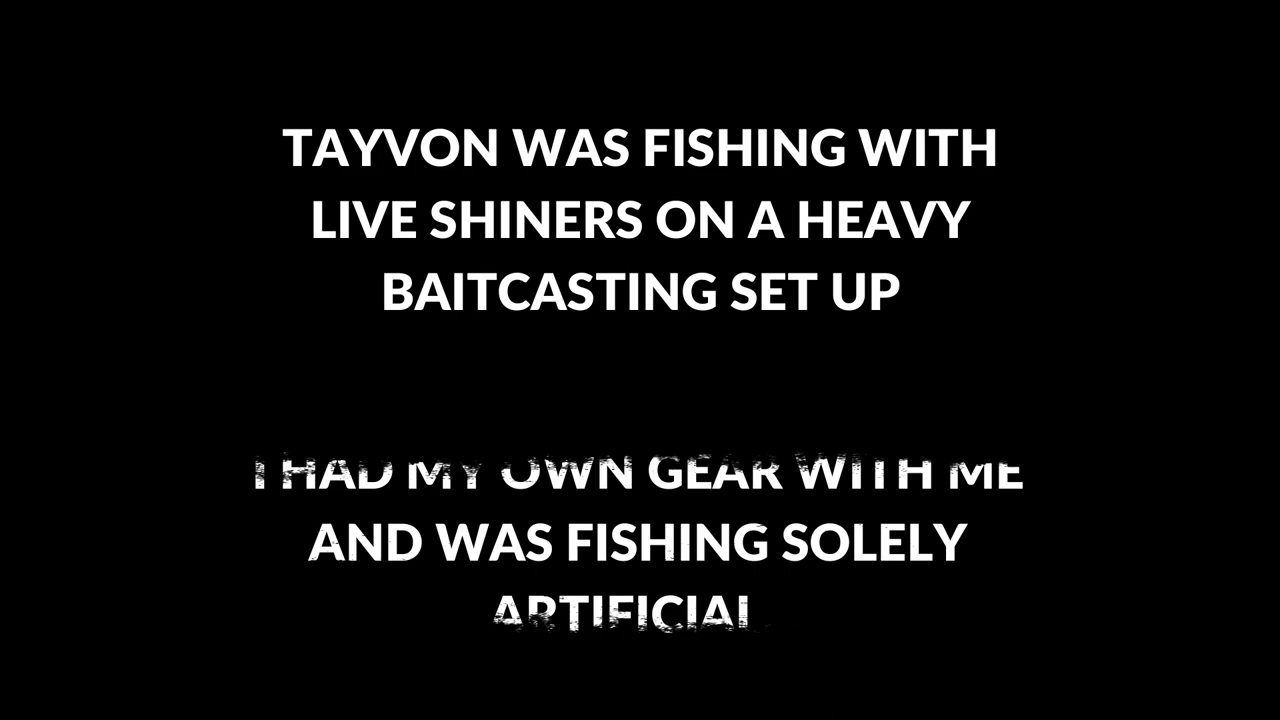 TAYVON WAS FISHING WITH
LIVE SHINERS ON A HEAVY
BAITCASTING SET UP
I HAD MY OWN GEAR WITH ME
AND WAS FISHING SOLELY
ARTIFICIAL